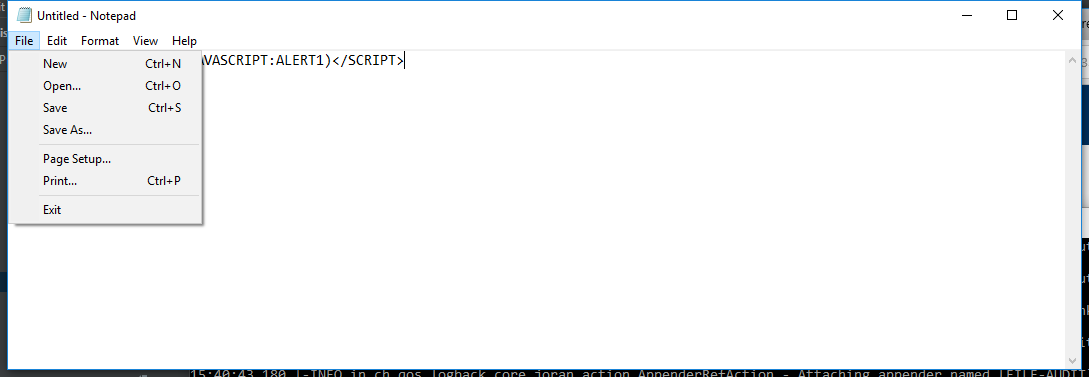 Untitled - Notepad
File Edit Format View Help
AVASCRIPT:ALERT1)</SCRIPT>
New Ctrl+N
Open... Ctrl+O
Save Ctrl+S
Save As...
Page Setup...
Print... Ctrl+P
Exit
15:40:43,180 |-INFO in ch.qos.logback.core.joran.action.AppenderRefAction - Attaching appender named [FILE-AUDIT